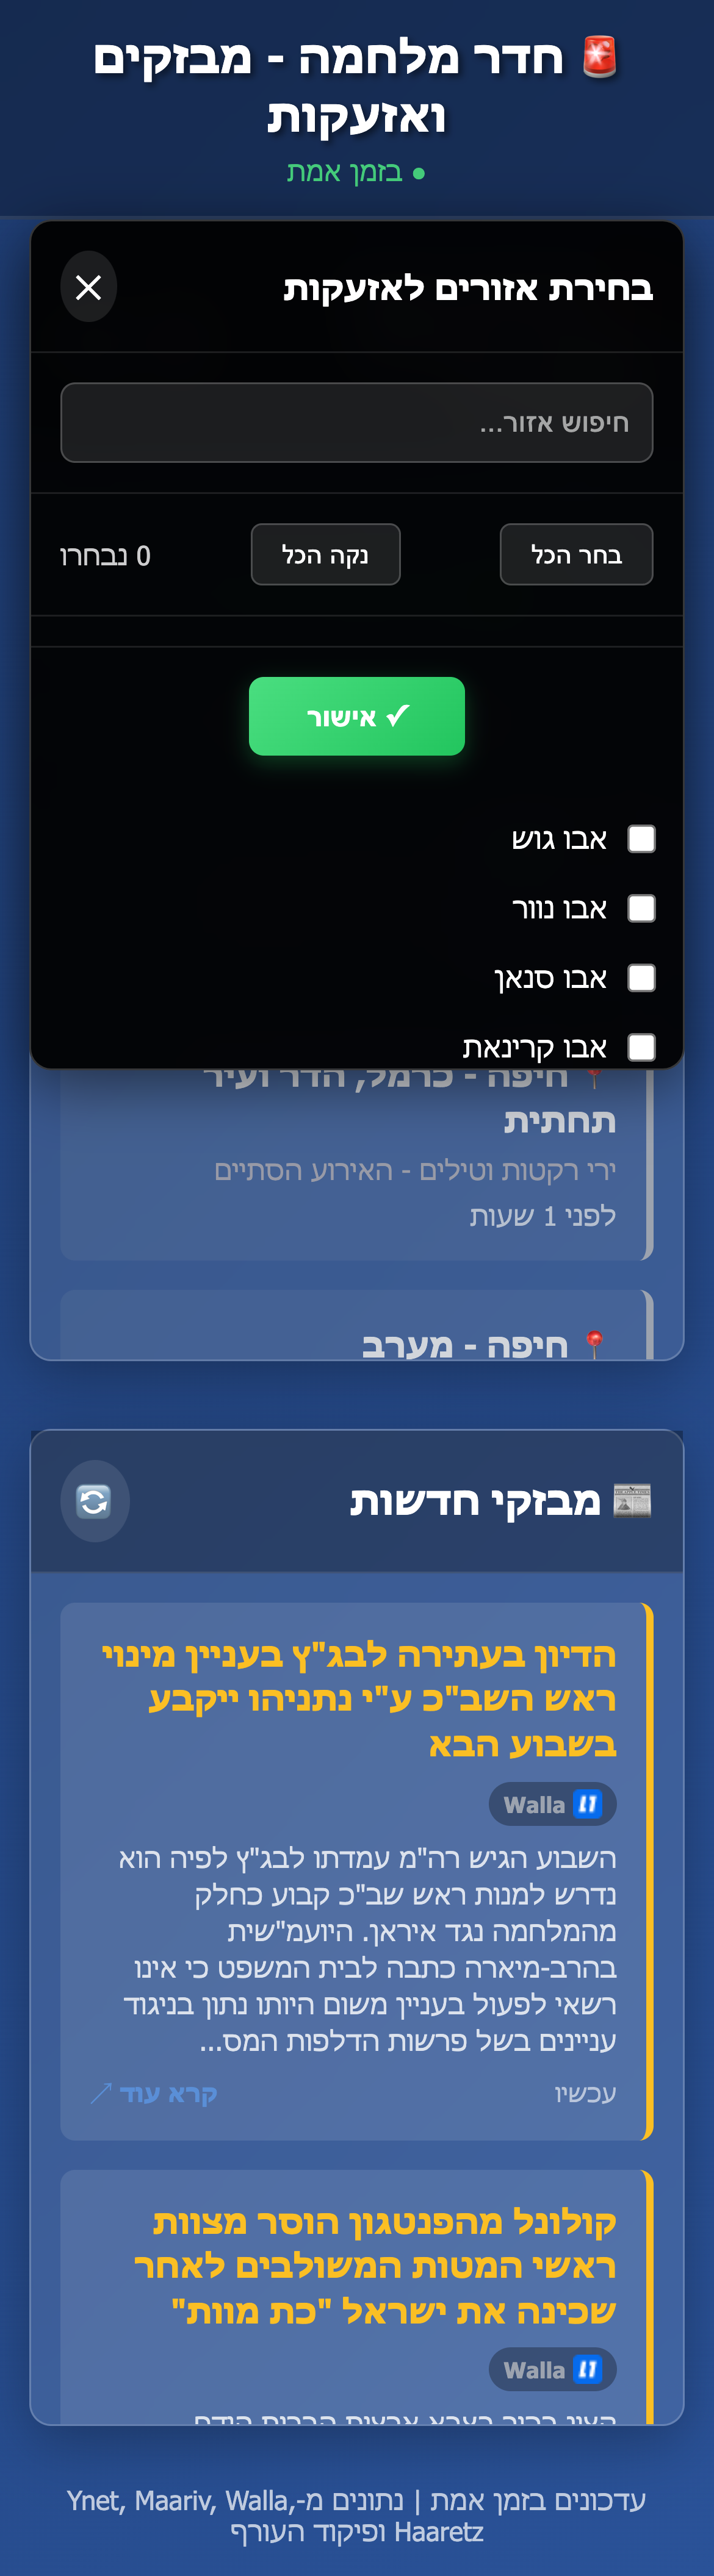 🚨 חדר מלחמה - מבזקים
ואזעקות
● בזמן אמת
בחירת אזורים לאזעקות
חיפוש אזור...
בחר הכל
נקה הכל
0 נבחרו
✓ אישור
אבו גוש
אבו נוור
אבו סנאן
אבו קרינאת
📍 חיפה - כרמל, הדר ועיר
תחתית
ירי רקטות וטילים - האירוע הסתיים
לפני 1 שעות
📍 חיפה - מערב
📰 מבזקי חדשות
הדיון בעתירה לבג"ץ בעניין מינוי
ראש השב"כ ע"י נתניהו ייקבע
בשבוע הבא
Walla
השבוע הגיש רה"מ עמדתו לבג"ץ לפיה הוא
נדרש למנות ראש שב"כ קבוע כחלק
מהמלחמה נגד איראן. היועמ"שית
בהרב-מיארה כתבה לבית המשפט כי אינו
רשאי לפעול בעניין משום היותו נתון בניגוד
עניינים בשל פרשות הדלפות המס...
עכשיו
קרא עוד ↗
קולונל מהפנטגון הוסר מצוות
ראשי המטות המשולבים לאחר
שכינה את ישראל "כת מוות"
Walla
עדכונים בזמן אמת | נתונים מ-Ynet, Maariv, Walla,
Haaretz ופיקוד העורף